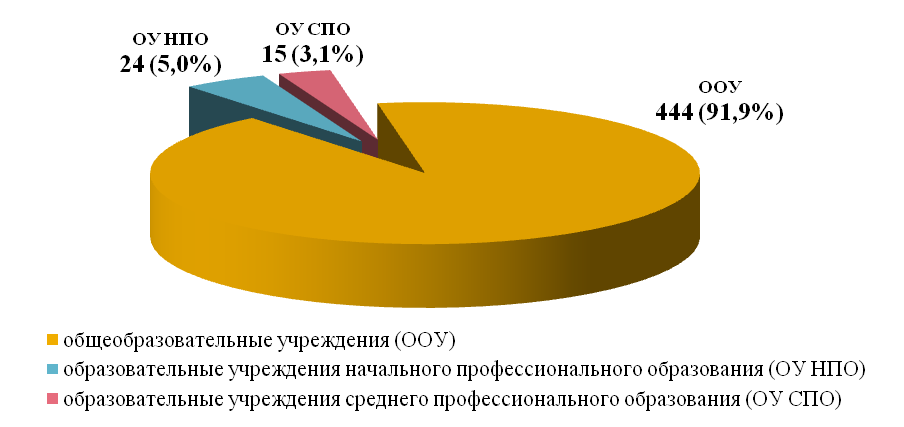 ОУ НПО
24 (5,0%)
ОУ СПО
15 (3,1%)
ООУ
444 (91,9%)
общеобразовательные учреждения (ООУ)
образовательные учреждения начального профессионального образования (ОУ НПО)
образовательные учреждения среднего профессионального образования (ОУ СПО)